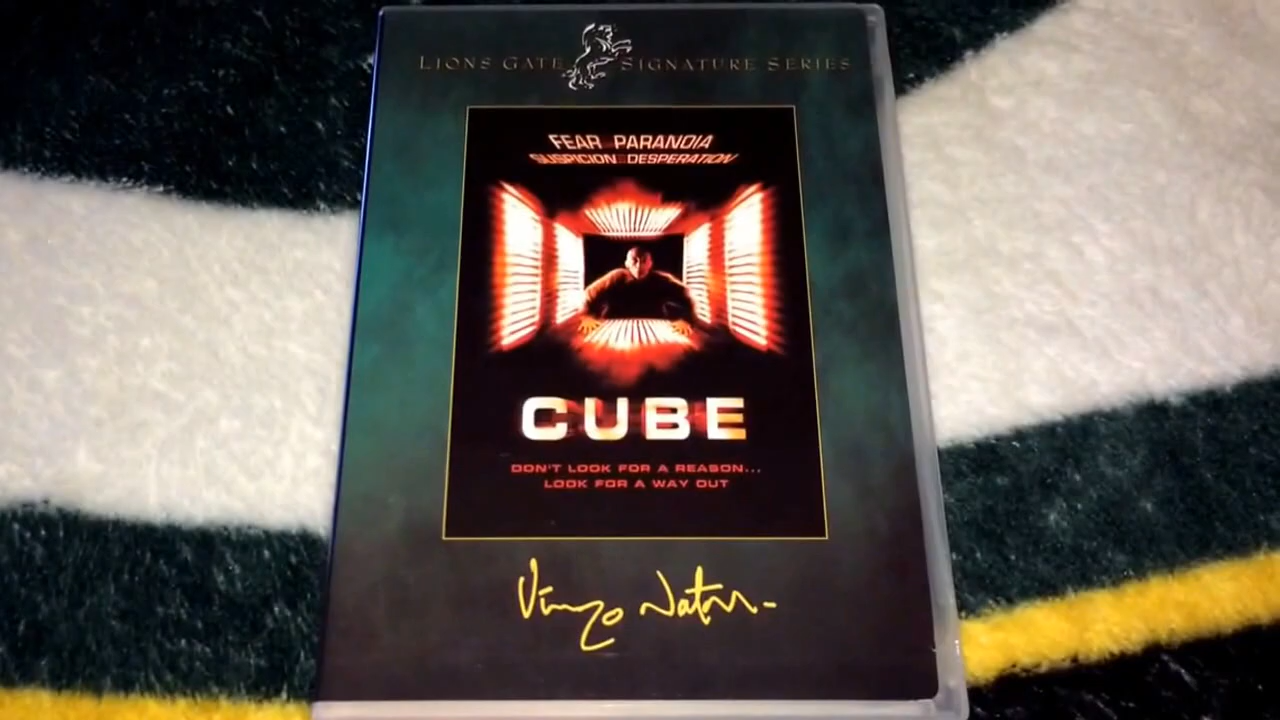 LIONS GATE SIGNATURE SERIES
FEAR PARANOIA
SUSPICION DESPERATION
CUBE
DON'T LOOK FOR A REASON...
LOOK FOR A WAY OUT